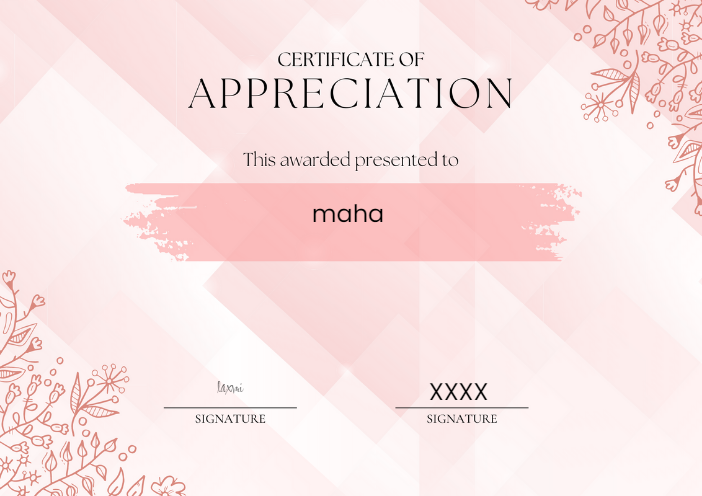 CERTIFICATE OF
APPRECIATION
This awarded presented to
maha
laxmi
XXXX
SIGNATURE
SIGNATURE